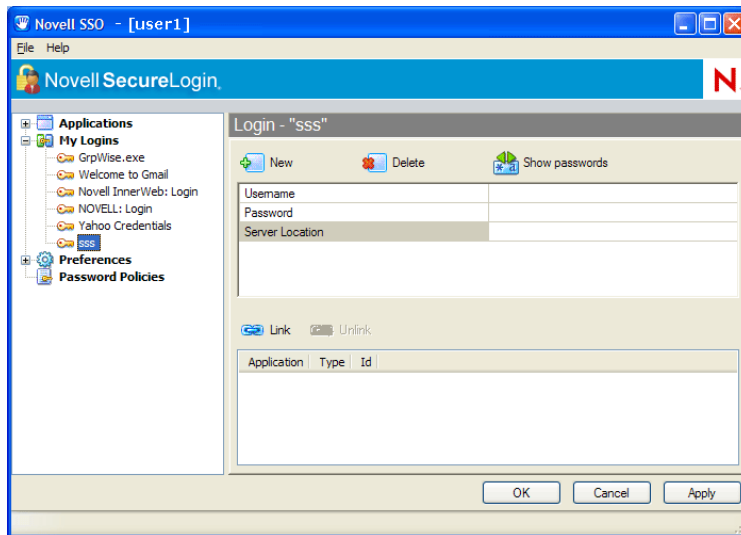 Novell SSO - [user1]
File Help
Novell SecureLogin.
N.
Applications
My Logins
GrpWise.exe
Welcome to Gmail
Novell InnerWeb: Login
NOVELL: Login
Yahoo Credentials
sss
Preferences
Password Policies
Login - "sss"
New Delete Show passwords
Username
Password
Server Location
Link Unlink
Application Type Id
OK Cancel Apply